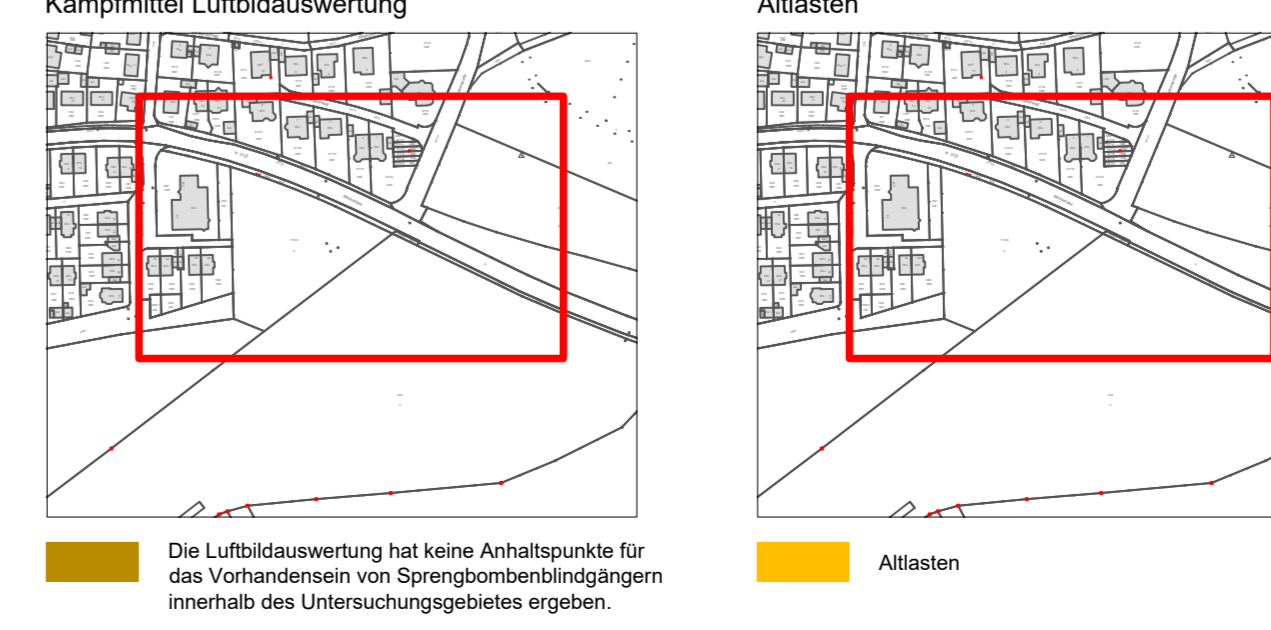 Kampfmittel Luftbildauswertung
Altlasten
Die Luftbildauswertung hat keine Anhaltspunkte für
das Vorhandensein von Sprengbombenblindgängern
innerhalb des Untersuchungsgebietes ergeben.
Altlasten